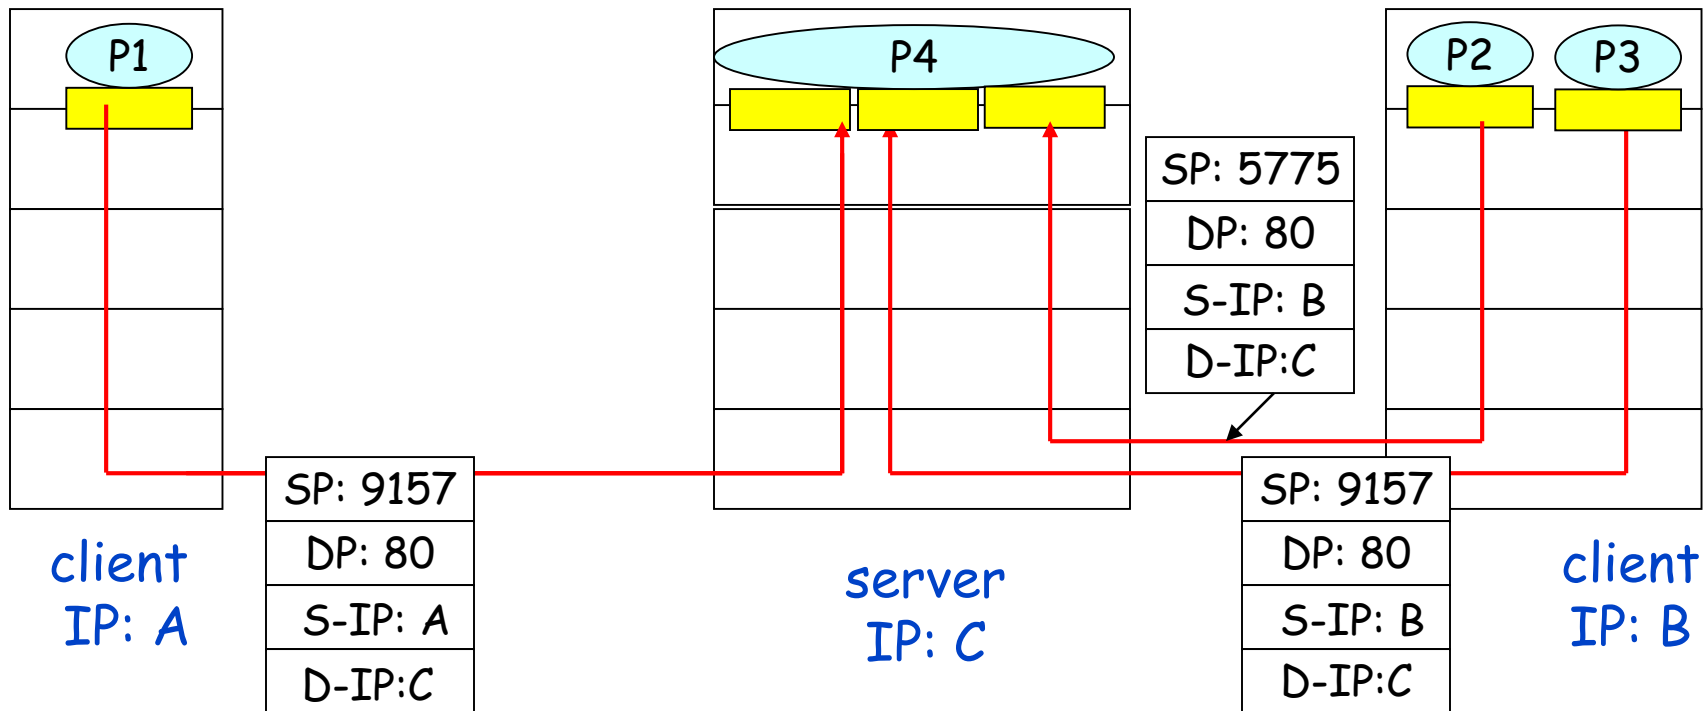 P1
P4
P2
P3
SP: 5775
DP: 80
S-IP: B
D-IP:C
SP: 9157
DP: 80
S-IP: A
D-IP:C
SP: 9157
DP: 80
S-IP: B
D-IP:C
client
IP: A
server
IP: C
client
IP: B